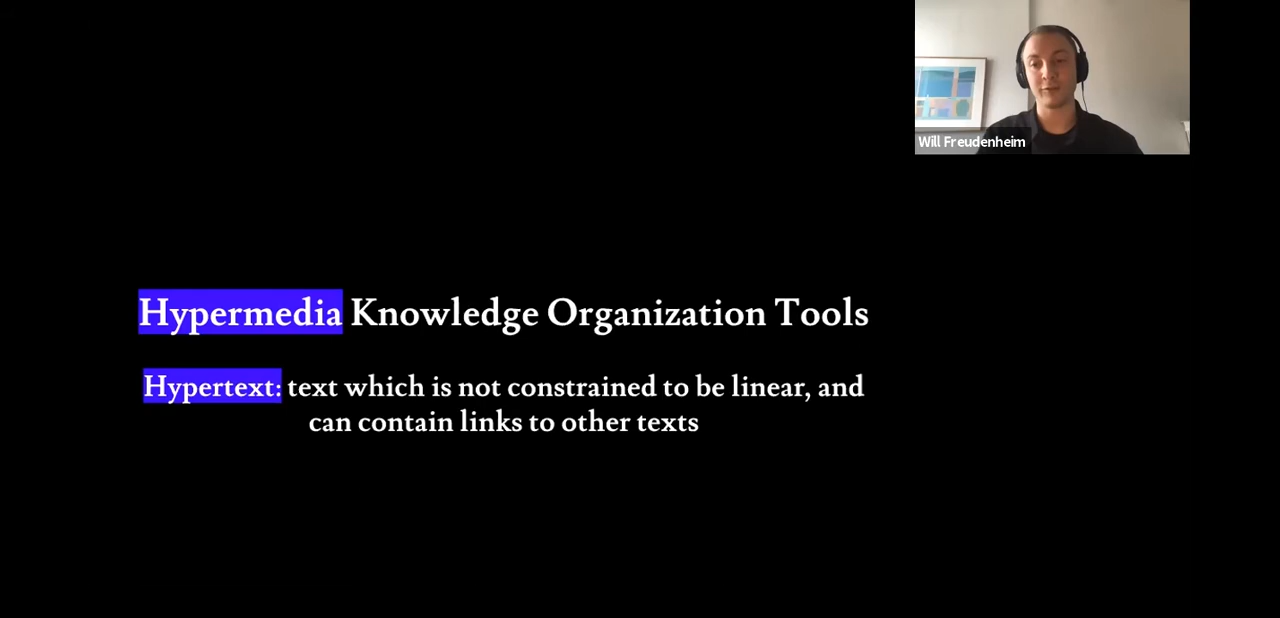 Will Freudenheim
Hypermedia Knowledge Organization Tools
Hypertext: text which is not constrained to be linear, and
can contain links to other texts